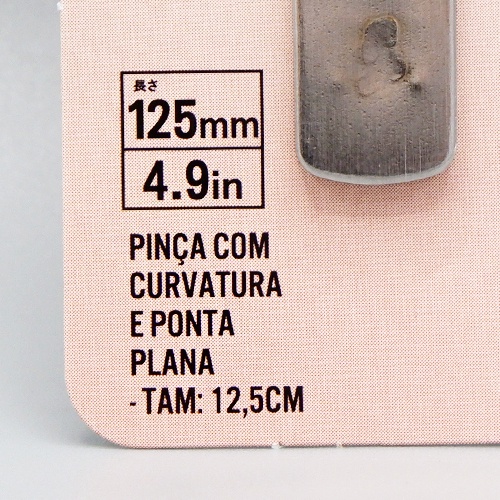 長さ
125mm
4.9in
PINÇA COM
CURVATURA
E PONTA
PLANA
- TAM: 12,5CM